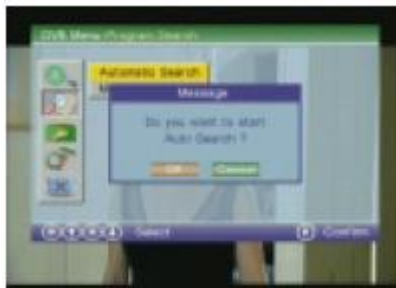 DVB Menu/Program Search
Automatic Search
Message
Do you want to start
Auto Search ?
OK
Cancel
Select
Confirm